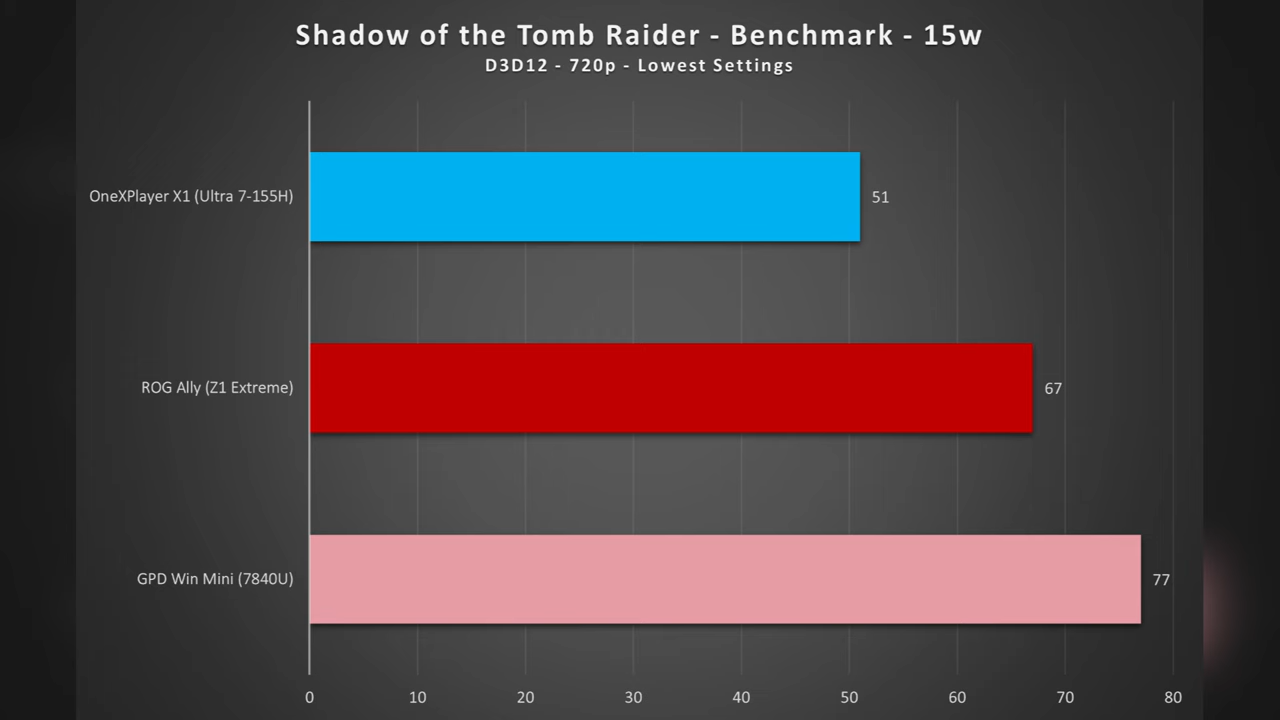 Shadow of the Tomb Raider - Benchmark - 15w
D3D12 - 720p - Lowest Settings
OneXPlayer X1 (Ultra 7-155H)
51
ROG Ally (Z1 Extreme)
67
GPD Win Mini (7840U)
77
0 10 20 30 40 50 60 70 80